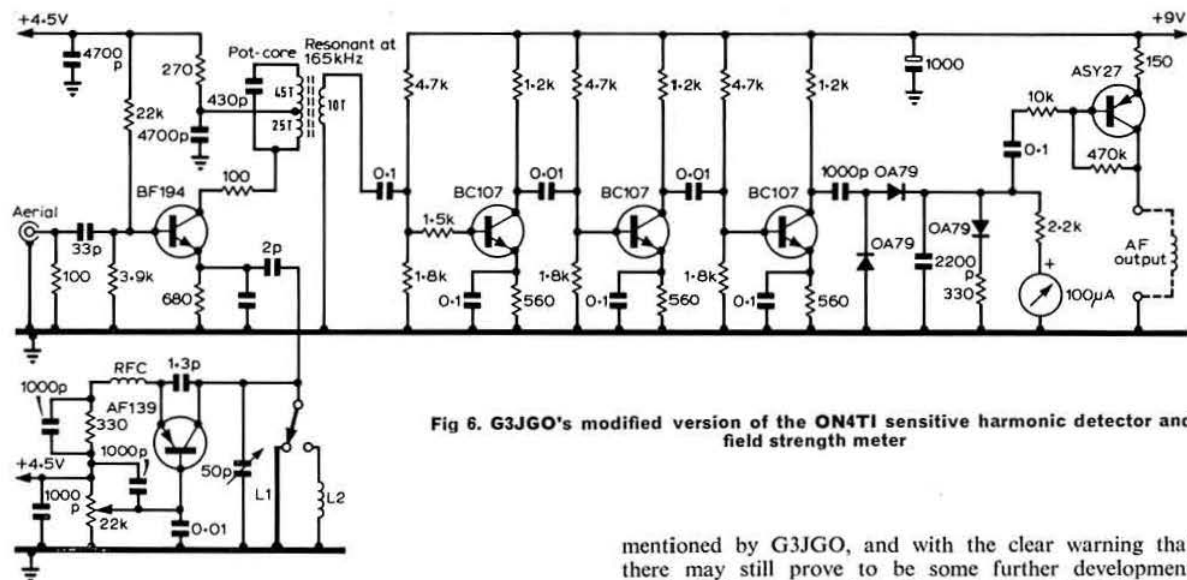 +4·5V
4700
p
270
22k
4700p
Pot-core
430p
45T
25T
Resonant at
165kHz
10T
100
BF194
Aerial
33p
100
3·9k
680
2p
0·1
4·7k
1·5k
1·8k
1·2k
BC107
0·1
560
0·01
4·7k
1·8k
1·2k
BC107
0·1
560
0·01
4·7k
1·8k
1·2k
BC107
0·1
560
1000p
OA79
OA79
2200
p
OA79
330
2·2k
+
100µA
0·1
10k
470k
1000
+9V
150
ASY27
AF
output
RFC
1·3p
1000p
330
AF139
1000p
+4·5V
1000
p
22k
0·01
50p
L1
L2
Fig 6. G3JGO's modified version of the ON4TI sensitive harmonic detector and
field strength meter
mentioned by G3JGO, and with the clear warning tha
there may still prove to be some further developmen